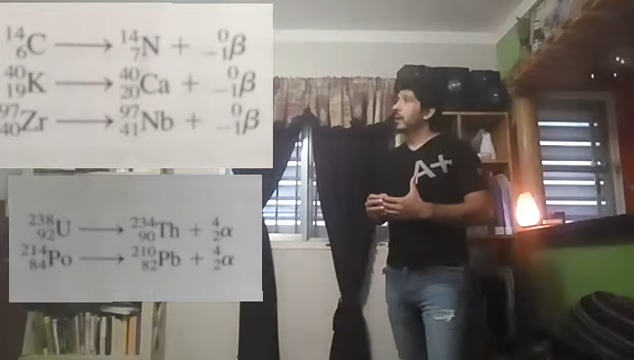 ¹⁴₆C ⟶ ¹⁴₇N + ⁰₋₁β
⁴⁰₁₉K ⟶ ⁴⁰₂₀Ca + ⁰₋₁β
⁹⁷₄₀Zr ⟶ ⁹⁷₄₁Nb + ⁰₋₁β
²³⁸₉₂U ⟶ ²³⁴₉₀Th + ⁴₂α
²¹⁴₈₄Po ⟶ ²¹⁰₈₂Pb + ⁴₂α
A+